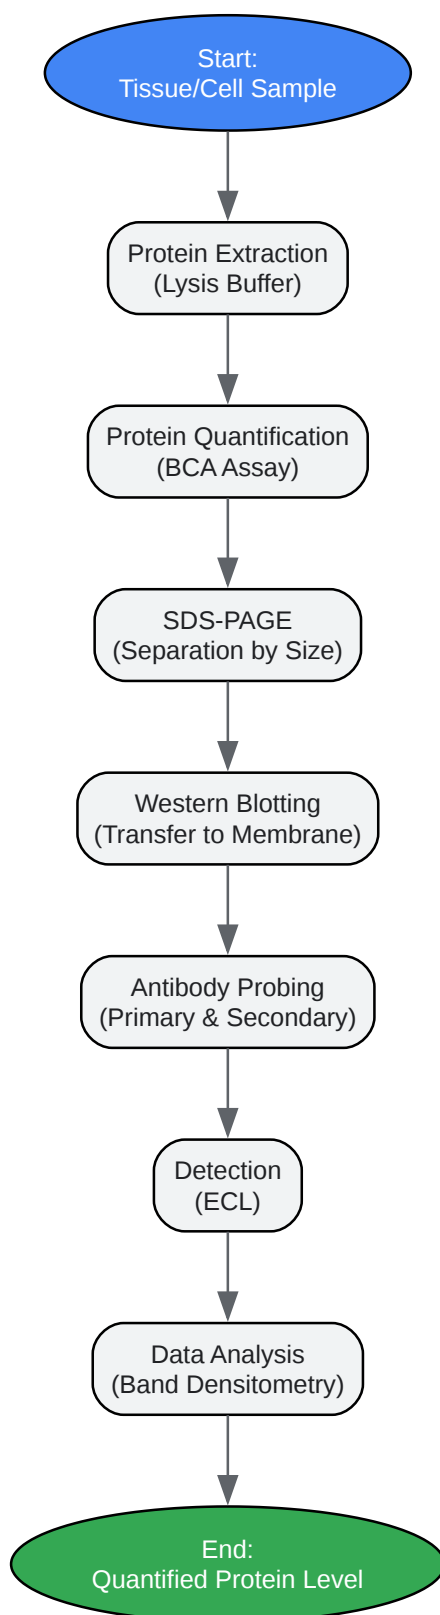 Start:
Tissue/Cell Sample
Protein Extraction
(Lysis Buffer)
Protein Quantification
(BCA Assay)
SDS-PAGE
(Separation by Size)
Western Blotting
(Transfer to Membrane)
Antibody Probing
(Primary & Secondary)
Detection
(ECL)
Data Analysis
(Band Densitometry)
End:
Quantified Protein Level